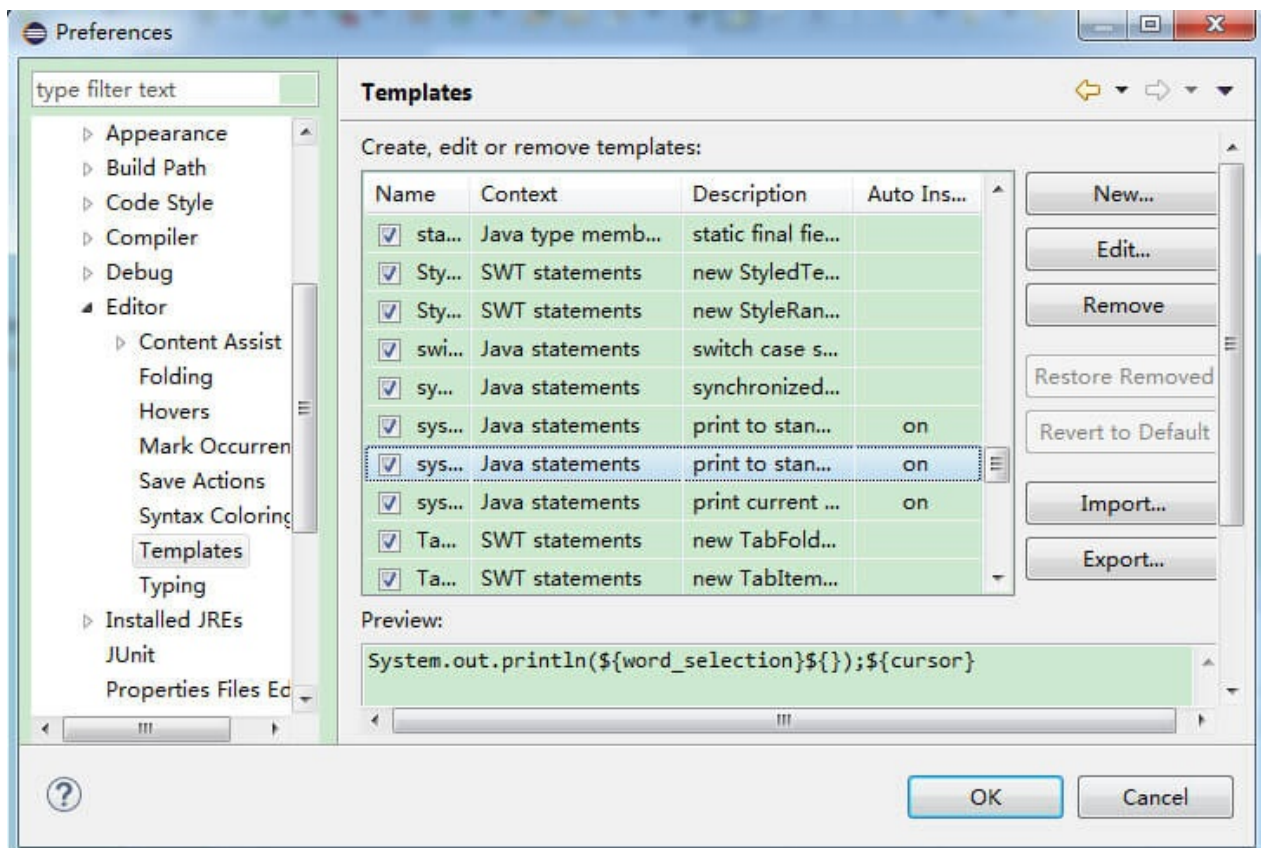 Preferences
type filter text
Appearance
Build Path
Code Style
Compiler
Debug
Editor
Content Assist
Folding
Hovers
Mark Occurren
Save Actions
Syntax Coloring
Templates
Typing
Installed JREs
JUnit
Properties Files Ed
Templates
Create, edit or remove templates:
Name Context Description Auto Ins...
sta... Java type memb... static final fie...
Sty... SWT statements new StyledTe...
Sty... SWT statements new StyleRan...
swi... Java statements switch case s...
sy... Java statements synchronized...
sys... Java statements print to stan... on
sys... Java statements print to stan... on
sys... Java statements print current ... on
Ta... SWT statements new TabFold...
Ta... SWT statements new TabItem...
New...
Edit...
Remove
Restore Removed
Revert to Default
Import...
Export...
Preview:
System.out.println(${word_selection}${});${cursor}
OK
Cancel